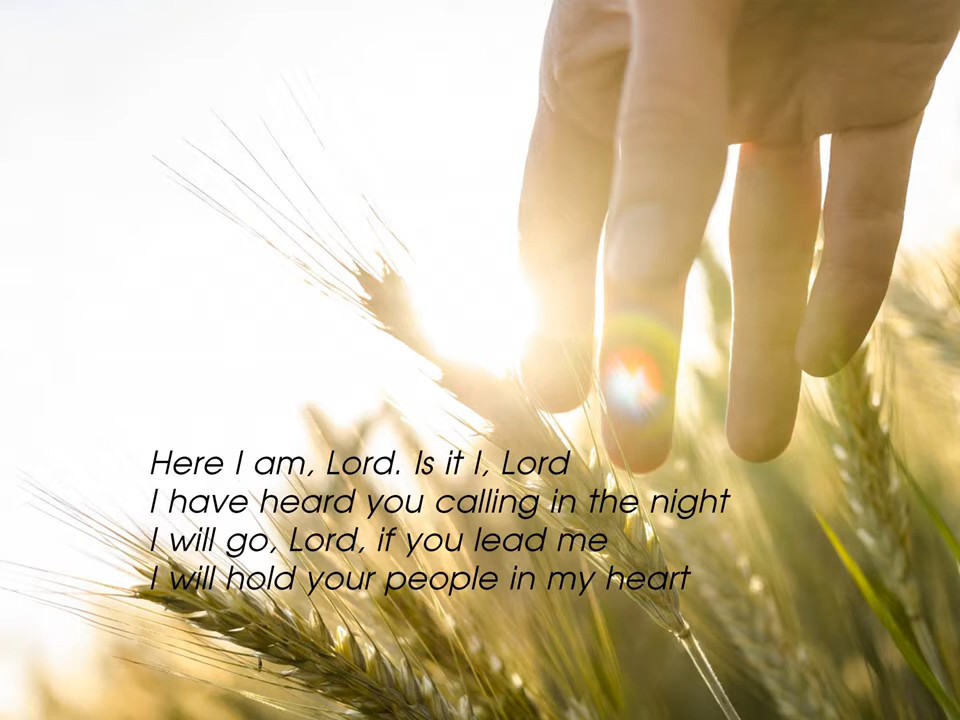 Here I am, Lord. Is it I, Lord
I have heard you calling in the night
I will go, Lord, if you lead me
I will hold your people in my heart